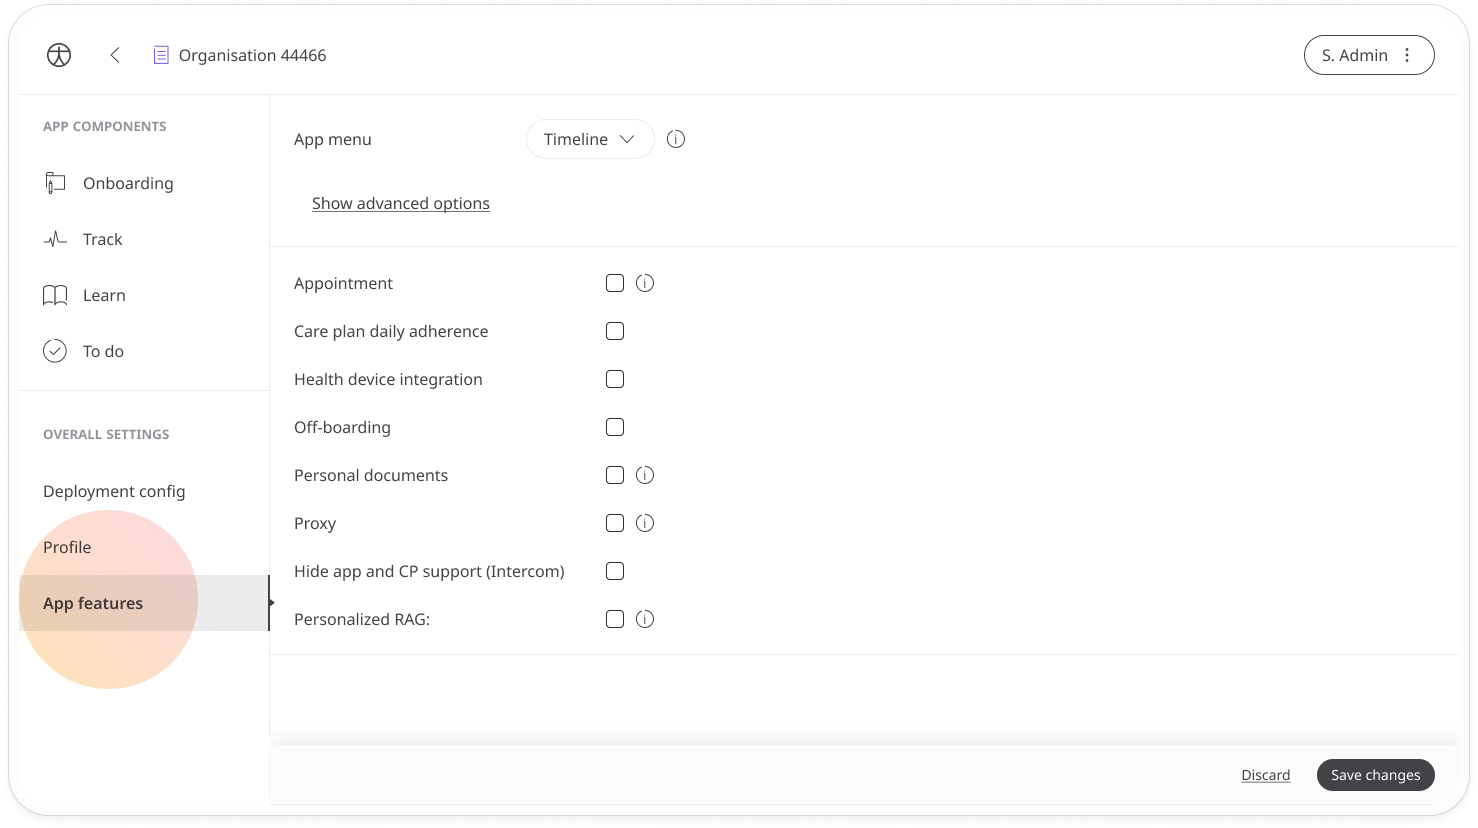 Organisation 44466
S. Admin
APP COMPONENTS
Onboarding
Track
Learn
To do
OVERALL SETTINGS
Deployment config
Profile
App features
App menu
Timeline
Show advanced options
Appointment
Care plan daily adherence
Health device integration
Off-boarding
Personal documents
Proxy
Hide app and CP support (Intercom)
Personalized RAG:
Discard
Save changes